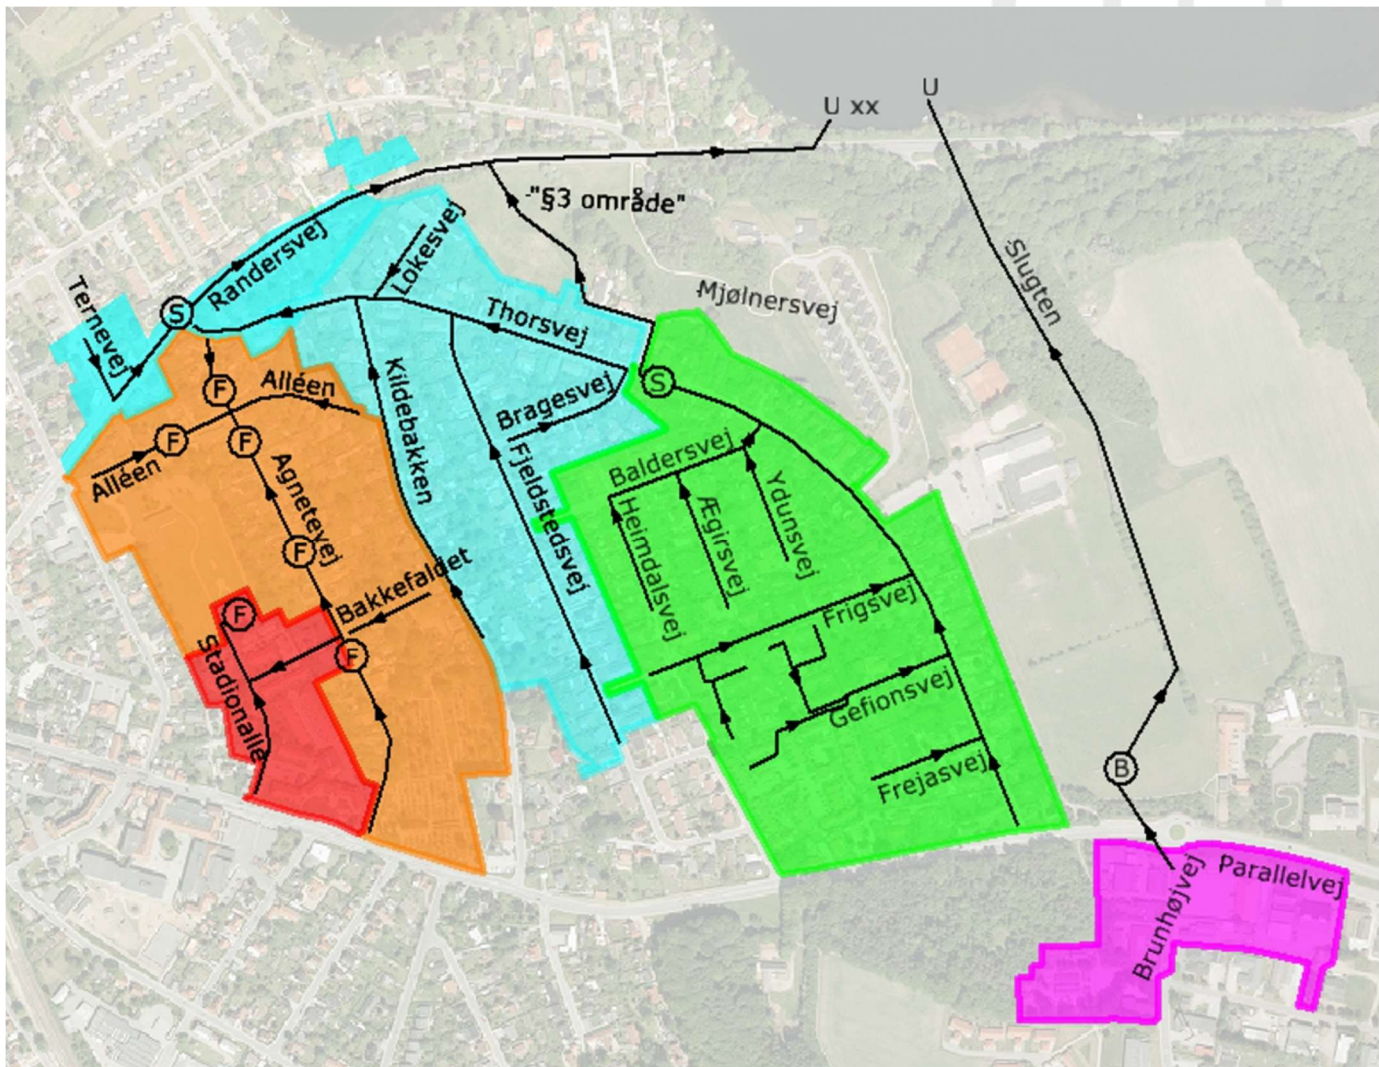 U
U xx
-"§3 område"
Lokesvej
Randersvej
Slugten
Ternevej
S
Mjølnersvej
Thorsvej
F
Alléen
Kildebakken
Bragesvej
S
F
F
Alléen
Baldersvej
Agnetevej
Fjeldstedsvej
Heimdalsvej
Ægirsvej
Ydunsvej
F
Bakkefaldet
F
Frigsvej
Stadionalle
F
Gefionsvej
B
Frejasvej
Parallelvej
Brunhøjvej